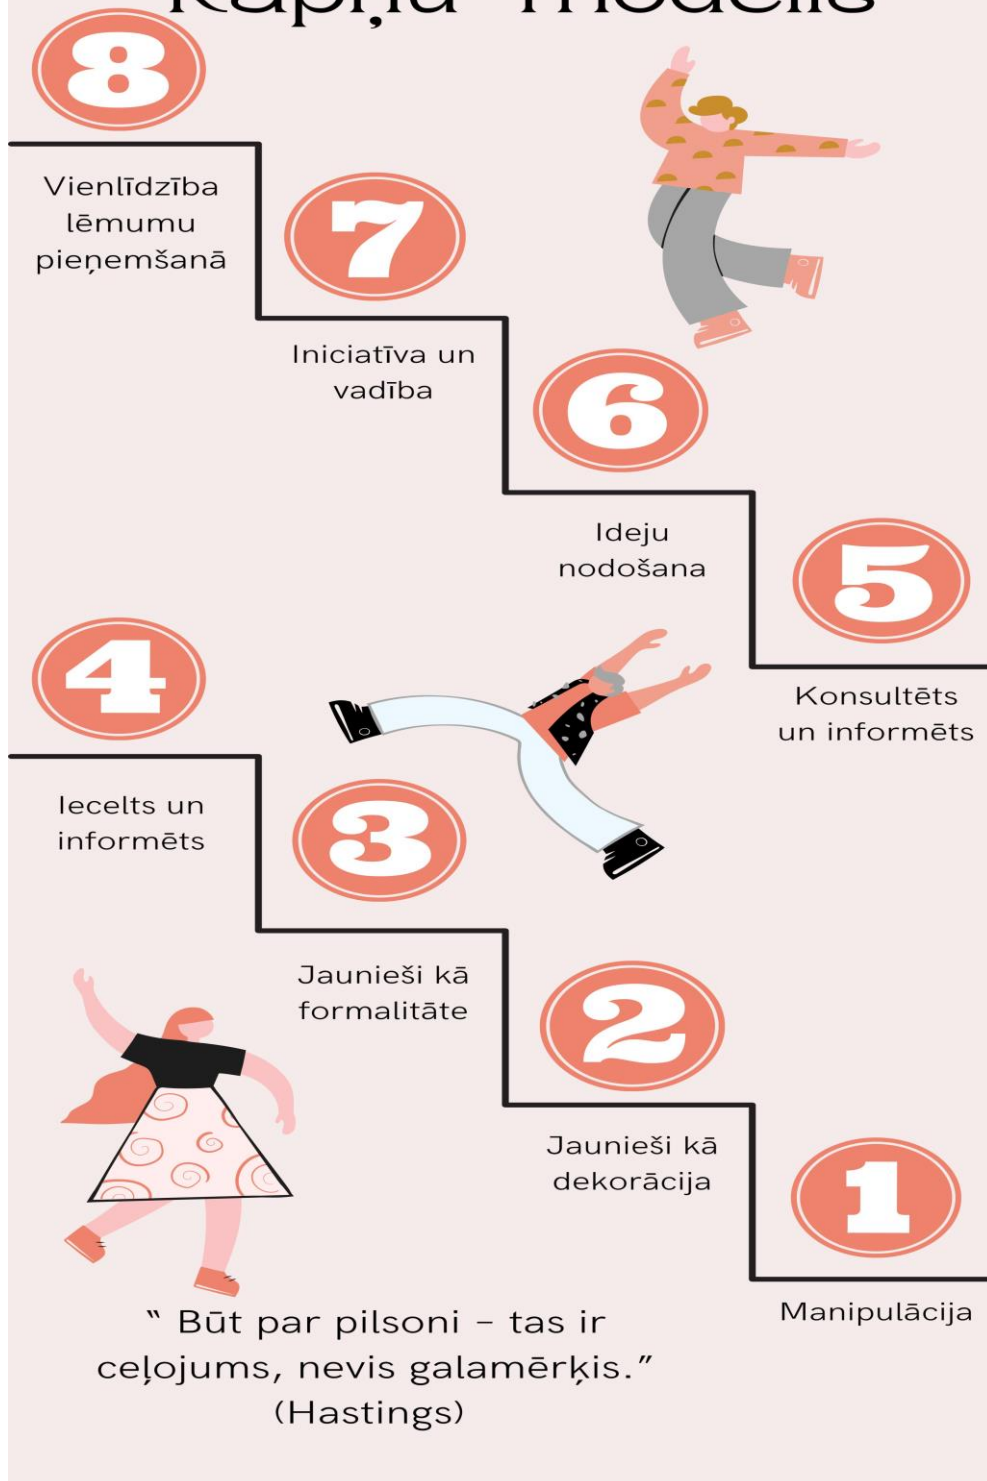 Kāpņu modelis
8
Vienlīdzība
lēmumu
pieņemšanā
7
Iniciatīva un
vadība
6
Ideju
nodošana
5
Konsultēts
un informēts
4
Iecelts un
informēts
3
Jaunieši kā
formalitāte
2
Jaunieši kā
dekorācija
1
Manipulācija
“ Būt par pilsoni – tas ir
ceļojums, nevis galamērķis.”
(Hastings)